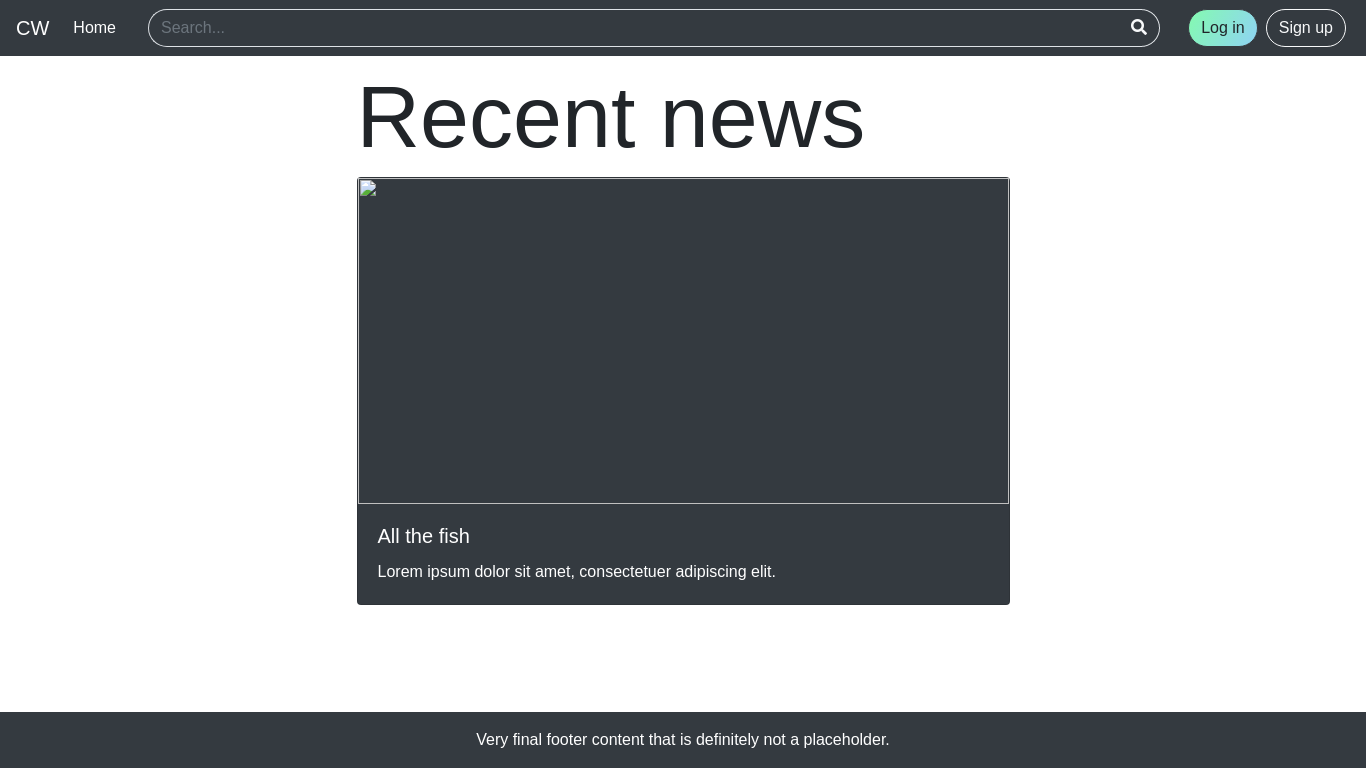 CW Home Search... Log in Sign up
Recent news
All the fish
Lorem ipsum dolor sit amet, consectetuer adipiscing elit.
Very final footer content that is definitely not a placeholder.